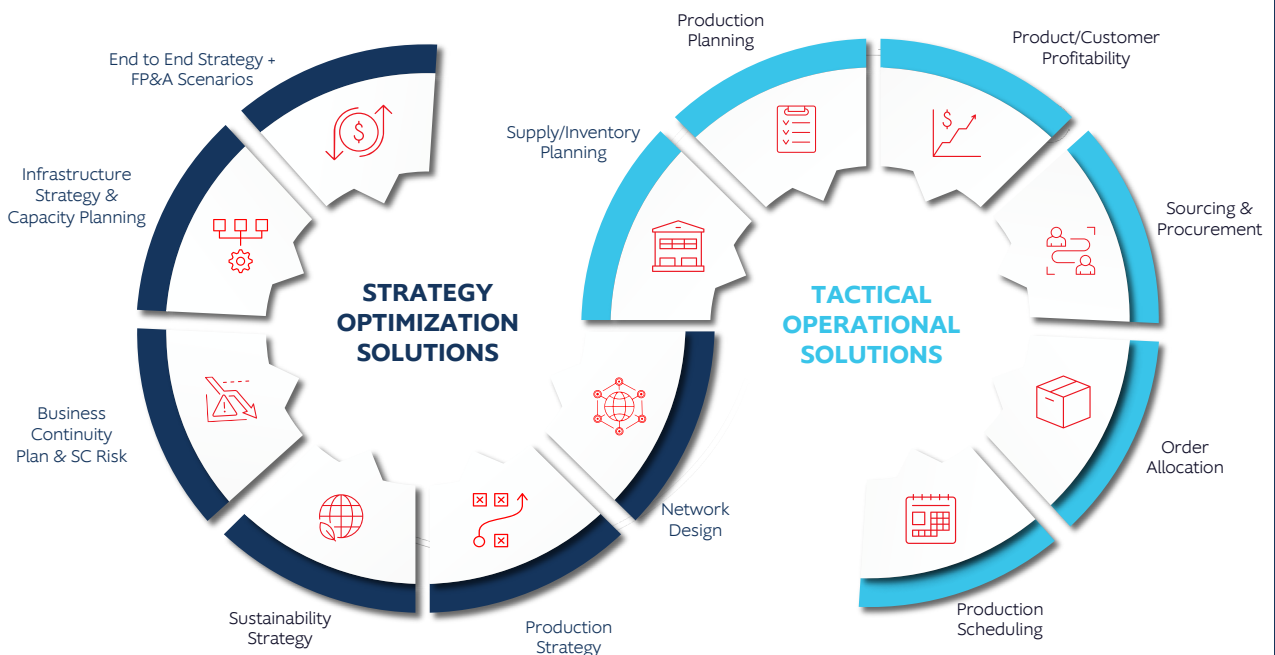 End to End Strategy +
FP&A Scenarios
Infrastructure
Strategy &
Capacity Planning
Business
Continuity
Plan & SC Risk
Sustainability
Strategy
Production
Strategy
Network
Design
STRATEGY
OPTIMIZATION
SOLUTIONS
Supply/Inventory
Planning
Production
Planning
Product/Customer
Profitability
Sourcing &
Procurement
Order
Allocation
Production
Scheduling
TACTICAL
OPERATIONAL
SOLUTIONS
$
$